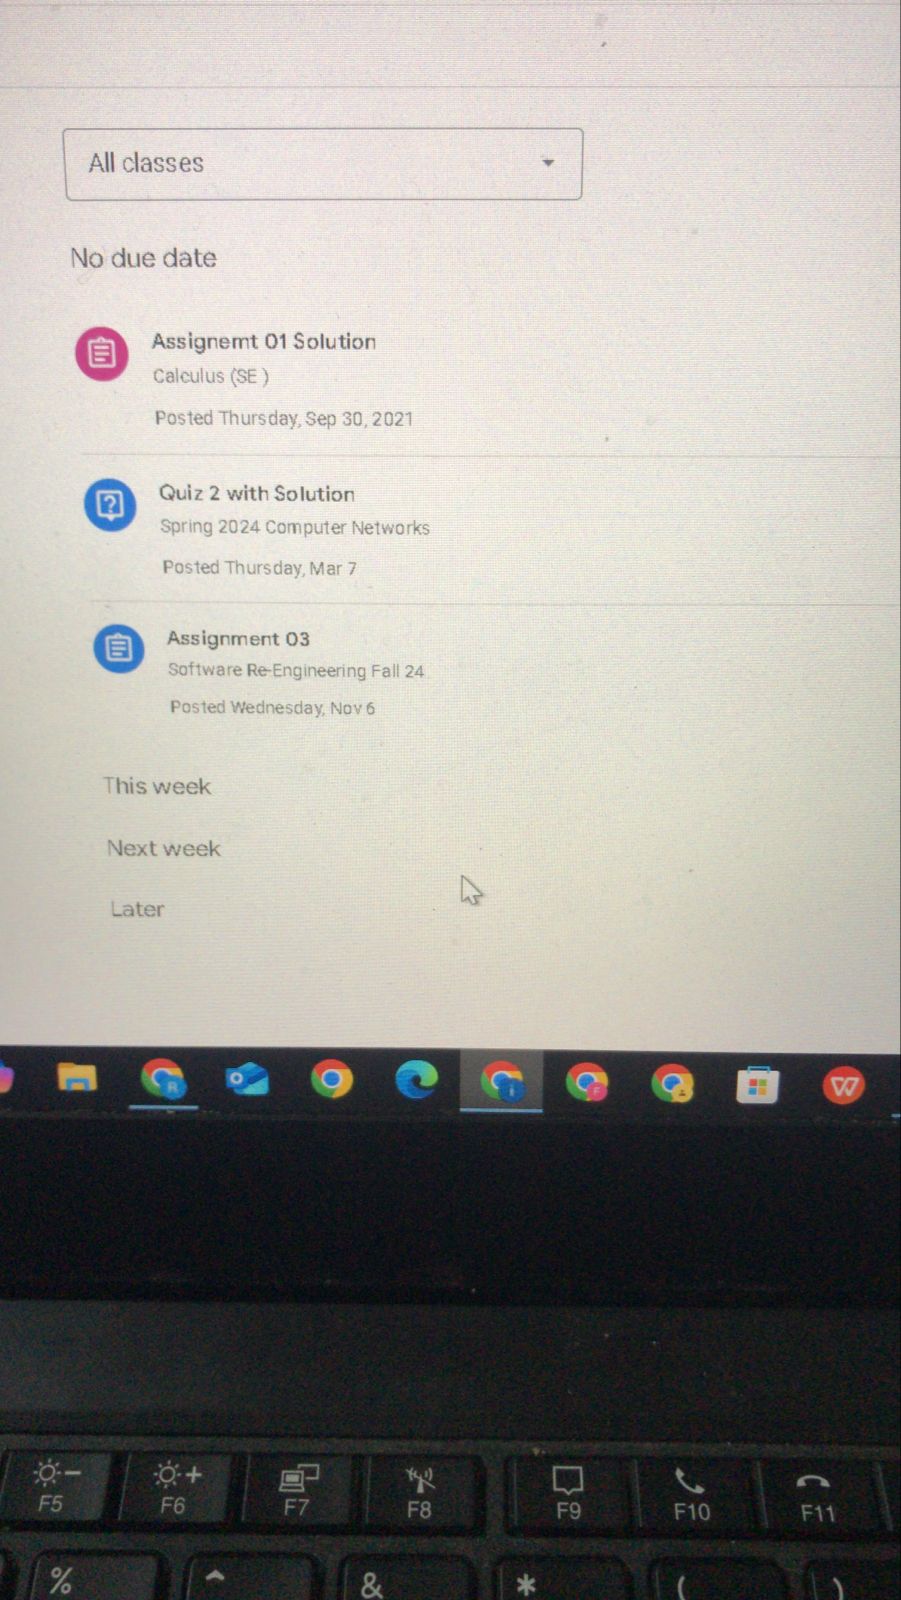 All classes
No due date
Assignemt 01 Solution
Calculus (SE )
Posted Thursday, Sep 30, 2021
Quiz 2 with Solution
Spring 2024 Computer Networks
Posted Thursday, Mar 7
Assignment 03
Software Re-Engineering Fall 24
Posted Wednesday, Nov 6
This week
Next week
Later
R i F W
F5 F6 F7 F8 F9 F10 F11
% ^ & * ( )